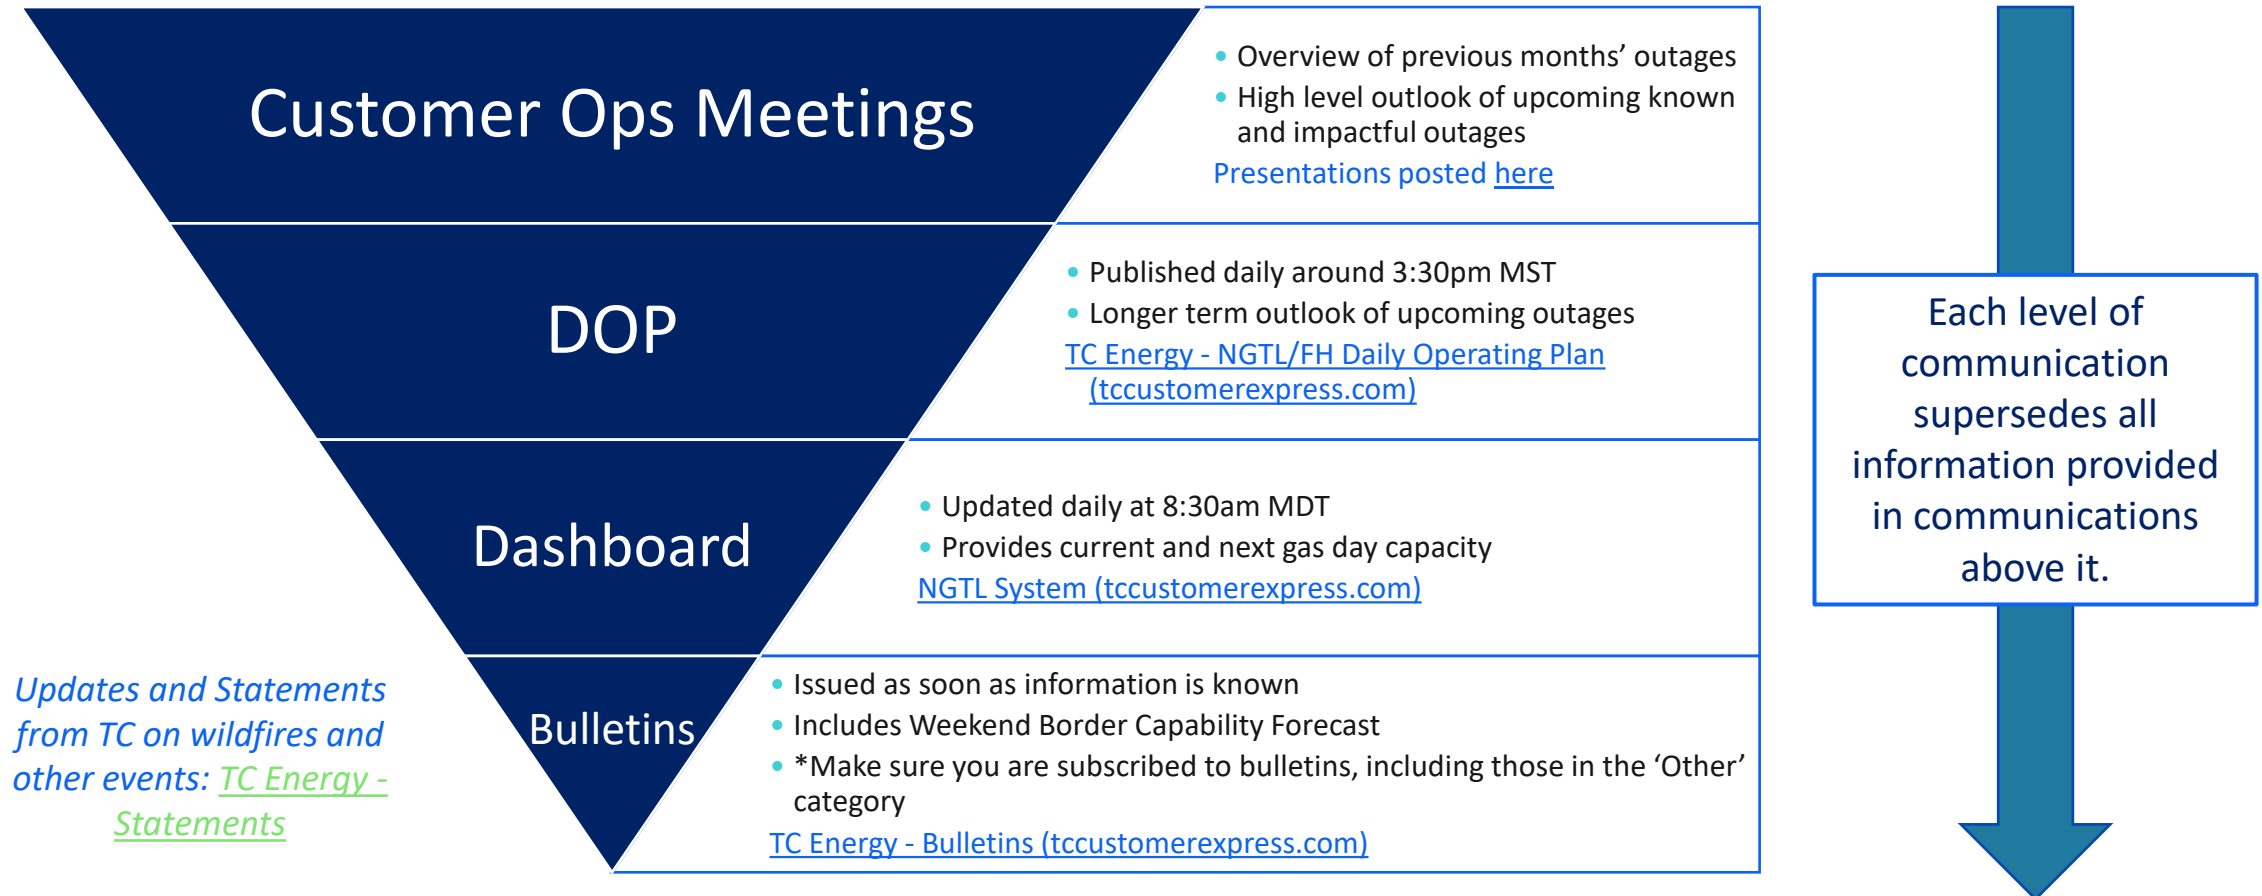 Customer Ops Meetings
• Overview of previous months’ outages
• High level outlook of upcoming known
and impactful outages
Presentations posted here
DOP
• Published daily around 3:30pm MST
• Longer term outlook of upcoming outages
TC Energy - NGTL/FH Daily Operating Plan
(tccustomerexpress.com)
Dashboard
• Updated daily at 8:30am MDT
• Provides current and next gas day capacity
NGTL System (tccustomerexpress.com)
Bulletins
• Issued as soon as information is known
• Includes Weekend Border Capability Forecast
• *Make sure you are subscribed to bulletins, including those in the ‘Other’
category
TC Energy - Bulletins (tccustomerexpress.com)
Updates and Statements
from TC on wildfires and
other events: TC Energy -
Statements
Each level of
communication
supersedes all
information provided
in communications
above it.